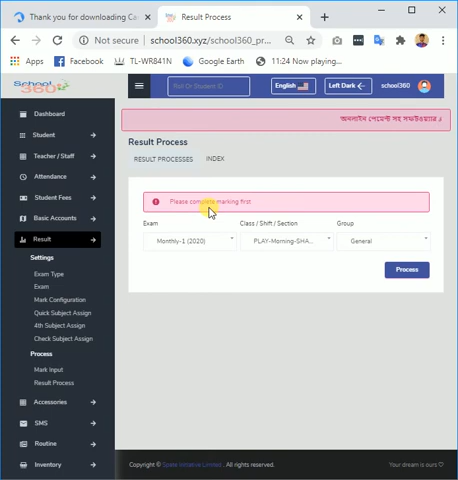 Thank you for downloading Ca
Result Process
Not secure
school360.xyz/school360_pr...
Apps
Facebook
TL-WR841N
Google Earth
11:24 Now playing...
School
360
Roll Or Student ID
English
Left Dark
school360
Dashboard
Student
Teacher / Staff
Attendance
Student Fees
Basic Accounts
Result
Settings
Exam Type
Exam
Mark Configuration
Quick Subject Assign
4th Subject Assign
Check Subject Assign
Process
Mark Input
Result Process
Accessories
SMS
Routine
Inventory
অনলাইন পেমেন্ট সহ সফটওয়্যার
Result Process
RESULT PROCESSES
INDEX
Please complete marking first
Exam
Class / Shift / Section
Group
Monthly-1 (2020)
PLAY-Morning-SHA...
General
Process
Copyright © Spate Initiative Limited . All rights reserved.
Your dream is ours